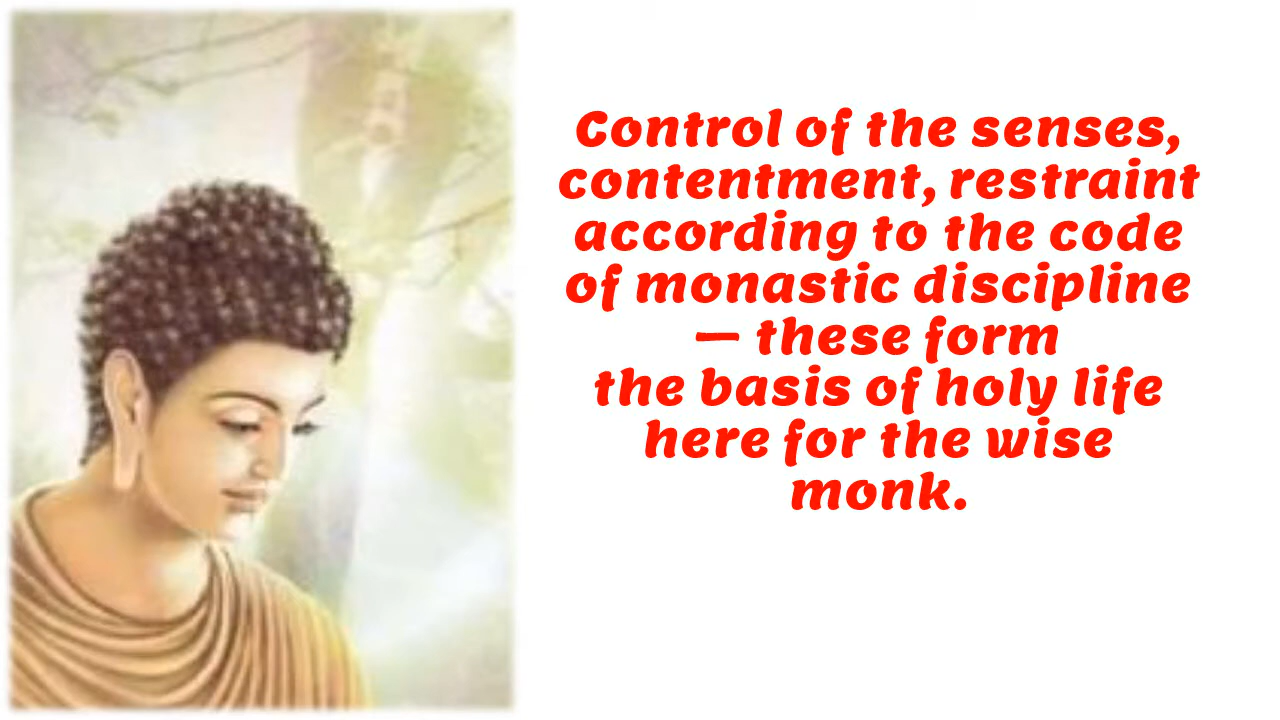 Control of the senses,
contentment, restraint
according to the code
of monastic discipline
— these form
the basis of holy life
here for the wise
monk.